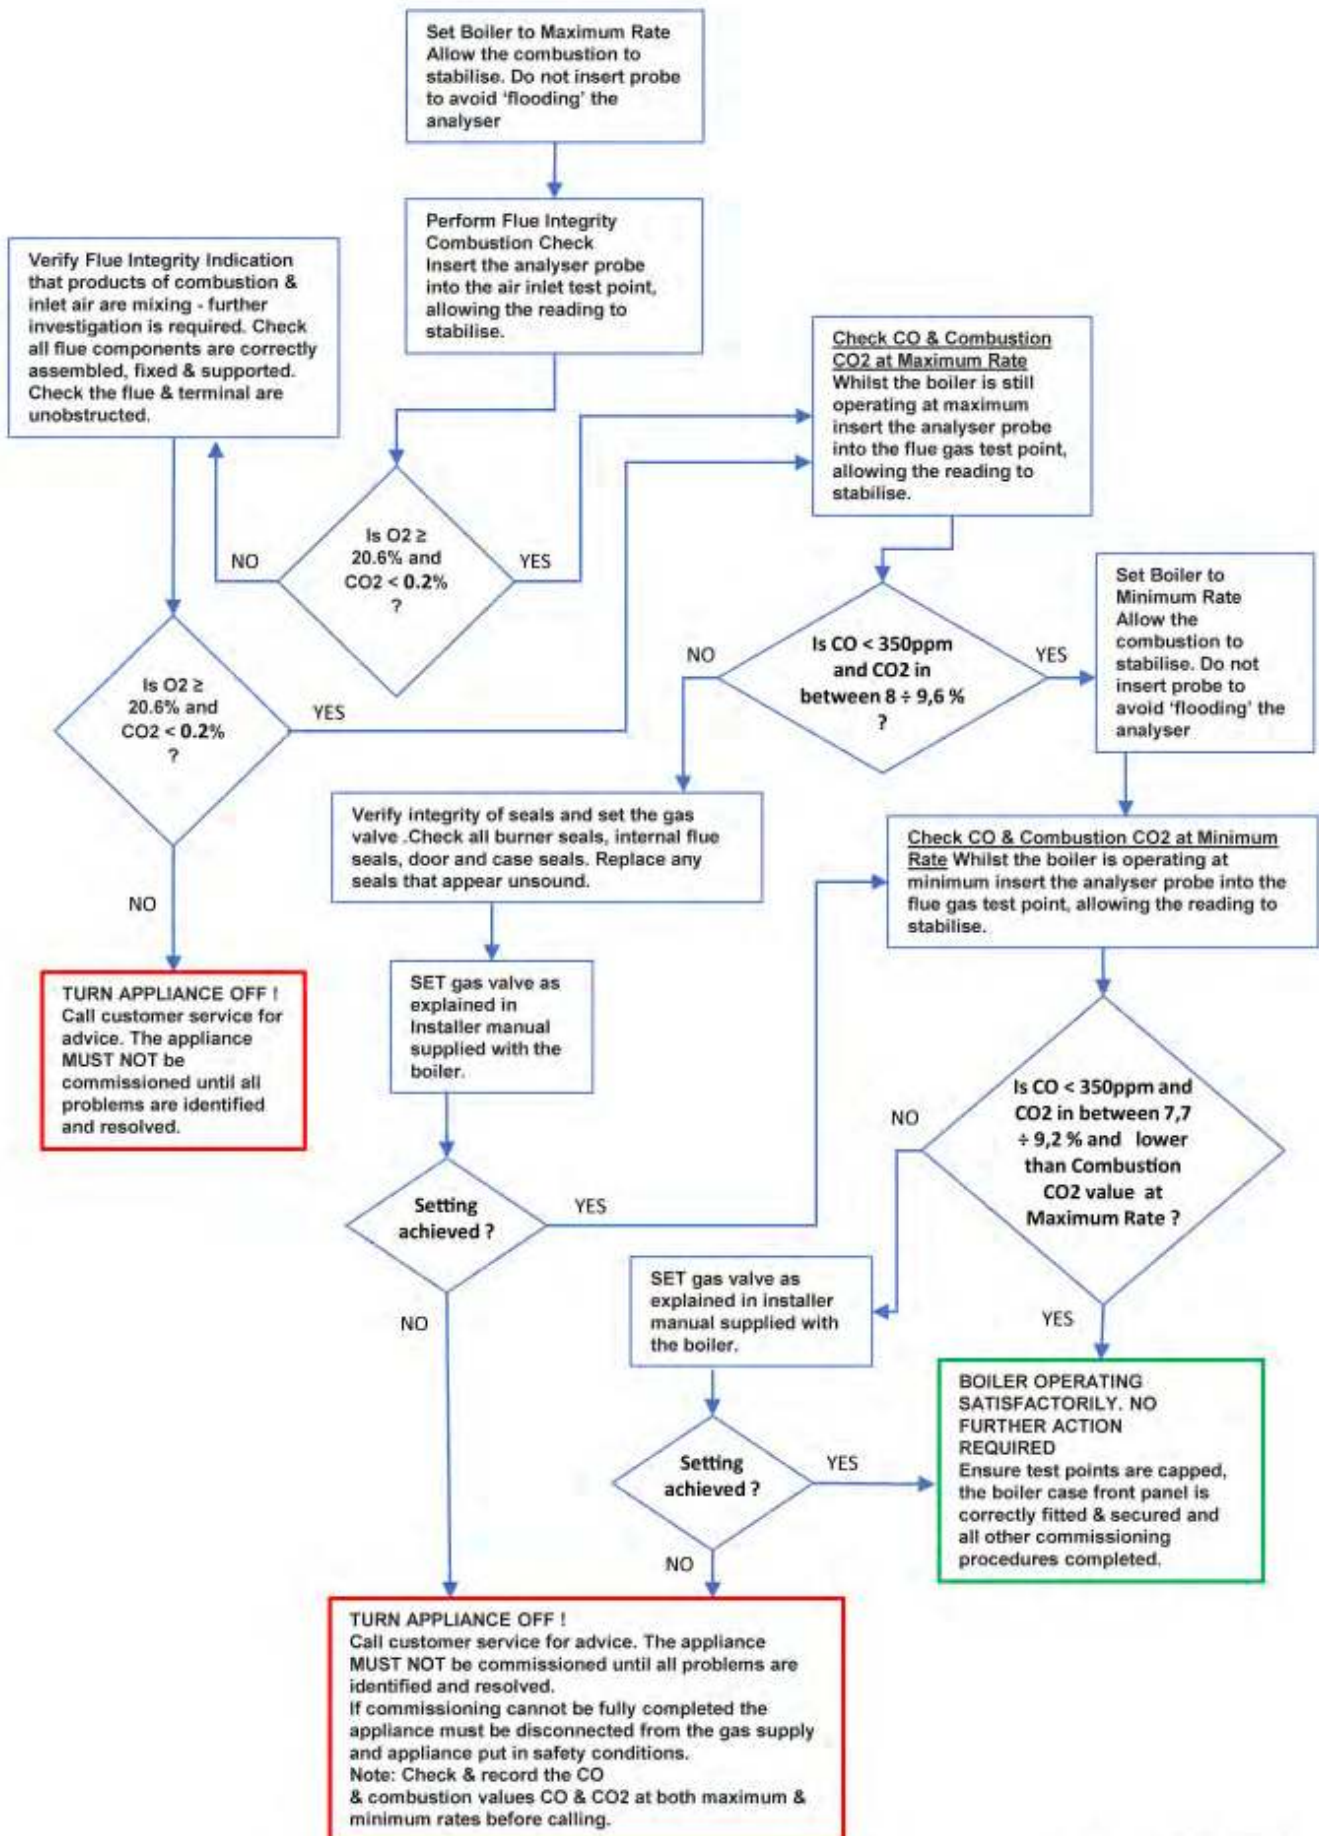 Set Boiler to Maximum Rate
Allow the combustion to
stabilise. Do not insert probe
to avoid ‘flooding’ the
analyser
Perform Flue Integrity
Combustion Check
Insert the analyser probe
into the air inlet test point,
allowing the reading to
stabilise.
Verify Flue Integrity Indication
that products of combustion &
inlet air are mixing - further
investigation is required. Check
all flue components are correctly
assembled, fixed & supported.
Check the flue & terminal are
unobstructed.
Check CO & Combustion
CO2 at Maximum Rate
Whilst the boiler is still
operating at maximum
insert the analyser probe
into the flue gas test point,
allowing the reading to
stabilise.
Is O2 ≥
20.6% and
CO2 < 0.2%
?
NO
YES
Is O2 ≥
20.6% and
CO2 < 0.2%
?
YES
NO
Is CO < 350ppm
and CO2 in
between 8 ÷ 9,6 %
?
NO
YES
Set Boiler to
Minimum Rate
Allow the
combustion to
stabilise. Do not
insert probe to
avoid ‘flooding’ the
analyser
Verify integrity of seals and set the gas
valve .Check all burner seals, internal flue
seals, door and case seals. Replace any
seals that appear unsound.
Check CO & Combustion CO2 at Minimum
Rate Whilst the boiler is operating at
minimum insert the analyser probe into the
flue gas test point, allowing the reading to
stabilise.
TURN APPLIANCE OFF !
Call customer service for
advice. The appliance
MUST NOT be
commissioned until all
problems are identified
and resolved.
SET gas valve as
explained in
Installer manual
supplied with the
boiler.
Is CO < 350ppm and
CO2 in between 7,7
÷ 9,2 % and lower
than Combustion
CO2 value at
Maximum Rate ?
NO
YES
Setting
achieved ?
YES
NO
SET gas valve as
explained in installer
manual supplied with
the boiler.
Setting
achieved ?
YES
NO
BOILER OPERATING
SATISFACTORILY. NO
FURTHER ACTION
REQUIRED
Ensure test points are capped,
the boiler case front panel is
correctly fitted & secured and
all other commissioning
procedures completed.
TURN APPLIANCE OFF !
Call customer service for advice. The appliance
MUST NOT be commissioned until all problems are
identified and resolved.
If commissioning cannot be fully completed the
appliance must be disconnected from the gas supply
and appliance put in safety conditions.
Note: Check & record the CO
& combustion values CO & CO2 at both maximum &
minimum rates before calling.